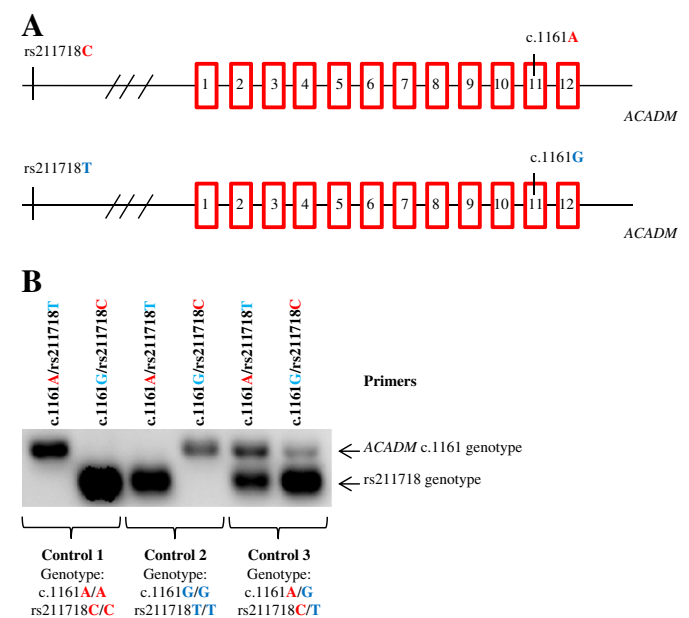 A
rs211718C
c.1161A
1 2 3 4 5 6 7 8 9 10 11 12
ACADM
rs211718T
c.1161G
1 2 3 4 5 6 7 8 9 10 11 12
ACADM
B
c.1161A/rs211718T
c.1161G/rs211718C
c.1161A/rs211718T
c.1161G/rs211718C
c.1161A/rs211718T
c.1161G/rs211718C
Primers
ACADM c.1161 genotype
rs211718 genotype
Control 1
Genotype:
c.1161A/A
rs211718C/C
Control 2
Genotype:
c.1161G/G
rs211718T/T
Control 3
Genotype:
c.1161A/G
rs211718C/T